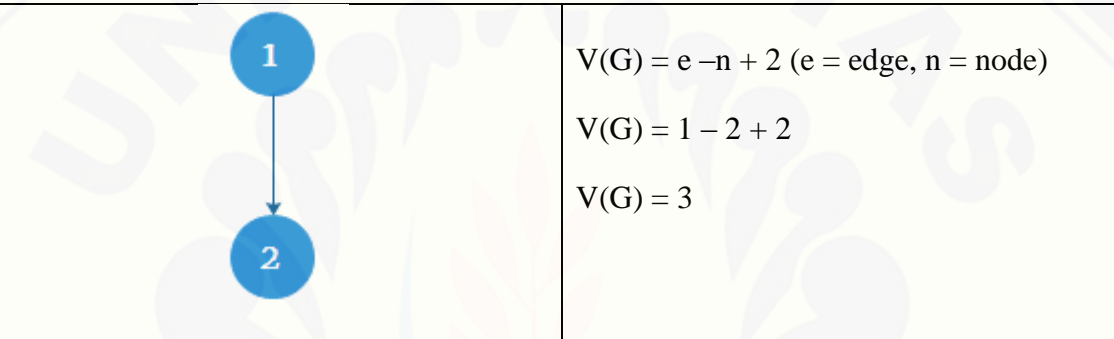 1
2
V(G) = e –n + 2 (e = edge, n = node)
V(G) = 1 – 2 + 2
V(G) = 3